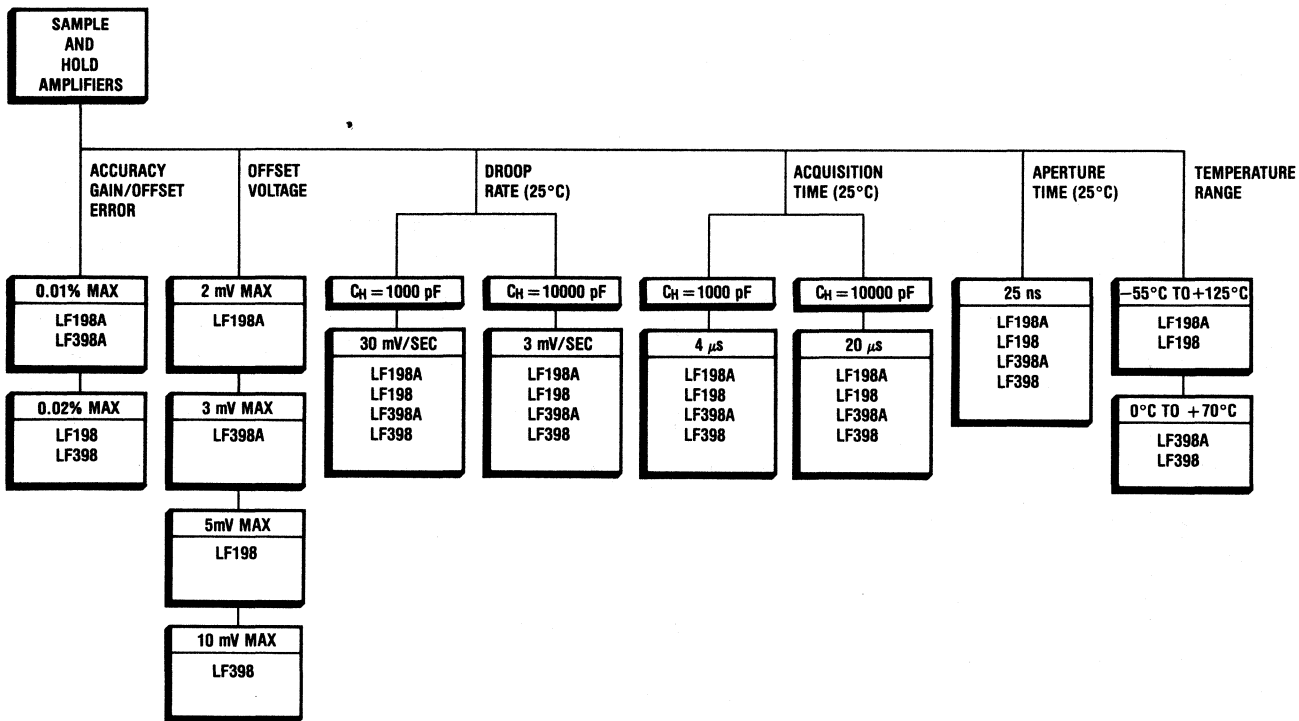 SAMPLE
AND
HOLD
AMPLIFIERS
ACCURACY
GAIN/OFFSET
ERROR
0.01% MAX
LF198A
LF398A
0.02% MAX
LF198
LF398
OFFSET
VOLTAGE
2 mV MAX
LF198A
3 mV MAX
LF398A
5mV MAX
LF198
10 mV MAX
LF398
DROOP
RATE (25°C)
CH = 1000 pF
30 mV/SEC
LF198A
LF198
LF398A
LF398
CH = 10000 pF
3 mV/SEC
LF198A
LF198
LF398A
LF398
ACQUISITION
TIME (25°C)
CH = 1000 pF
4 μs
LF198A
LF198
LF398A
LF398
CH = 10000 pF
20 μs
LF198A
LF198
LF398A
LF398
APERTURE
TIME (25°C)
25 ns
LF198A
LF198
LF398A
LF398
TEMPERATURE
RANGE
−55°C TO +125°C
LF198A
LF198
0°C TO +70°C
LF398A
LF398